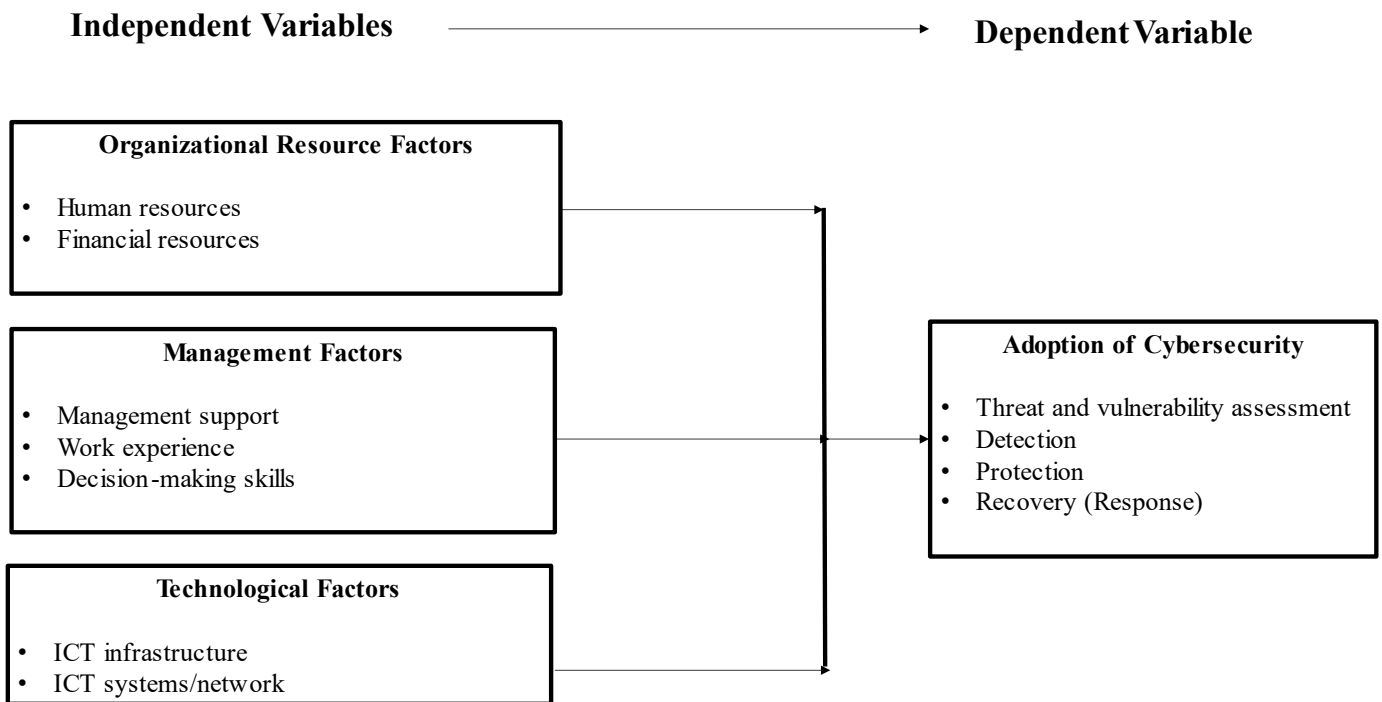 Independent Variables
Dependent Variable
Organizational Resource Factors
• Human resources
• Financial resources
Management Factors
• Management support
• Work experience
• Decision-making skills
Technological Factors
• ICT infrastructure
• ICT systems/network
Adoption of Cybersecurity
• Threat and vulnerability assessment
• Detection
• Protection
• Recovery (Response)